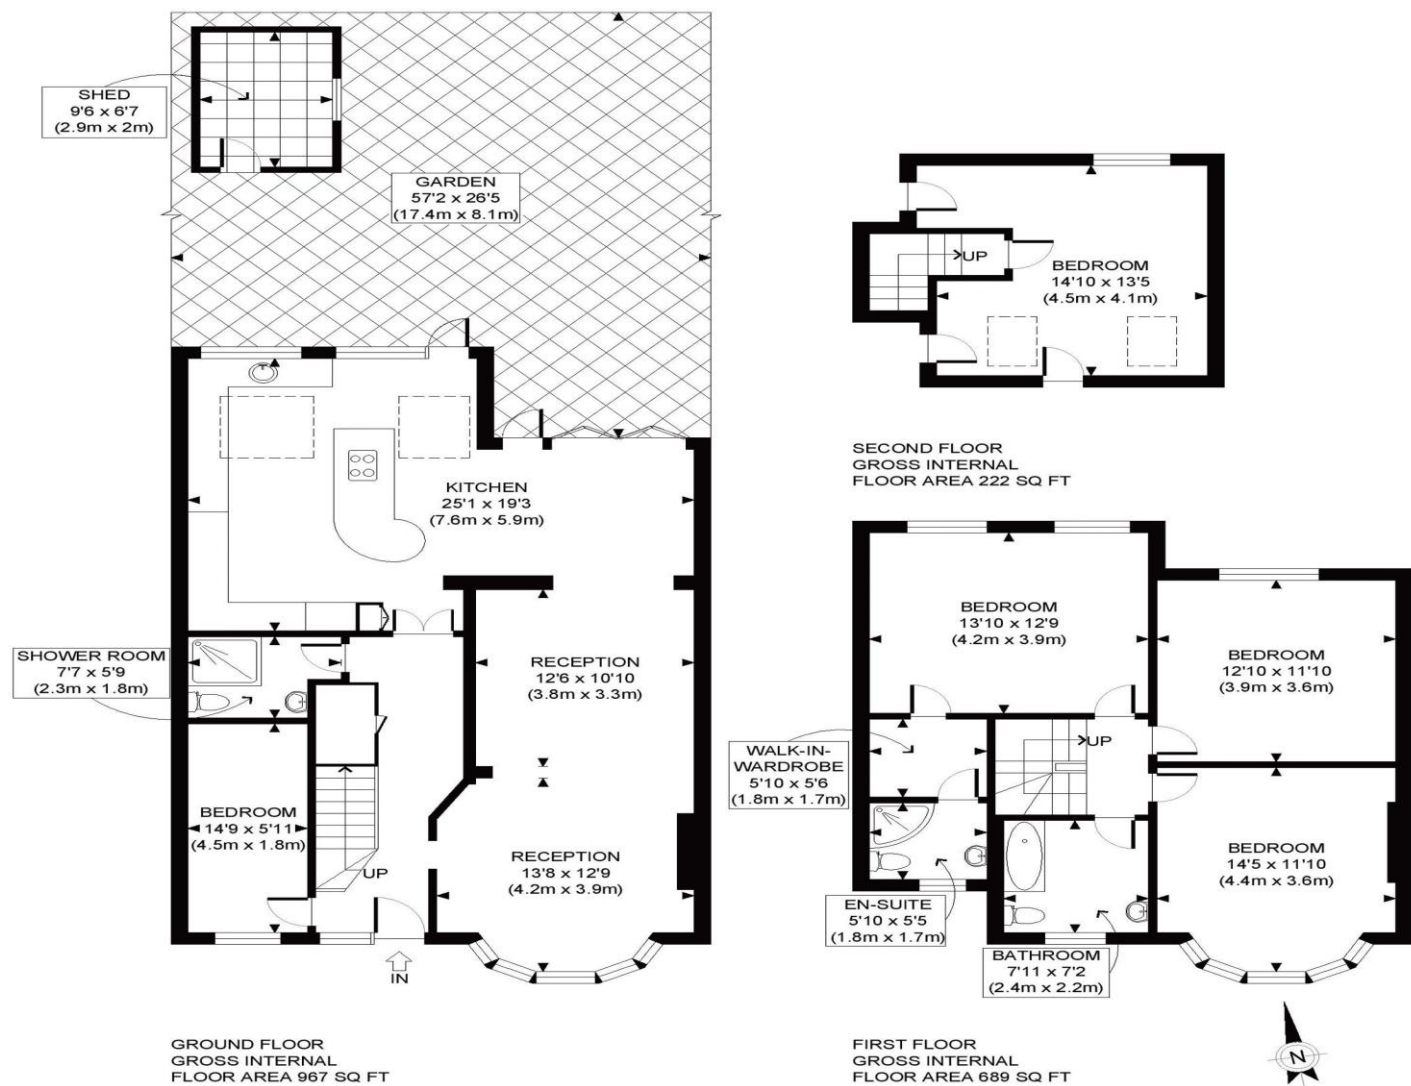 SHED
9'6 x 6'7
(2.9m x 2m)
GARDEN
57'2 x 26'5
(17.4m x 8.1m)
KITCHEN
25'1 x 19'3
(7.6m x 5.9m)
SHOWER ROOM
7'7 x 5'9
(2.3m x 1.8m)
RECEPTION
12'6 x 10'10
(3.8m x 3.3m)
BEDROOM
14'9 x 5'11
(4.5m x 1.8m)
UP
RECEPTION
13'8 x 12'9
(4.2m x 3.9m)
IN
GROUND FLOOR
GROSS INTERNAL
FLOOR AREA 967 SQ FT
UP
BEDROOM
14'10 x 13'5
(4.5m x 4.1m)
SECOND FLOOR
GROSS INTERNAL
FLOOR AREA 222 SQ FT
BEDROOM
13'10 x 12'9
(4.2m x 3.9m)
BEDROOM
12'10 x 11'10
(3.9m x 3.6m)
WALK-IN-
WARDROBE
5'10 x 5'6
(1.8m x 1.7m)
UP
BEDROOM
14'5 x 11'10
(4.4m x 3.6m)
EN-SUITE
5'10 x 5'5
(1.8m x 1.7m)
BATHROOM
7'11 x 7'2
(2.4m x 2.2m)
N
FIRST FLOOR
GROSS INTERNAL
FLOOR AREA 689 SQ FT